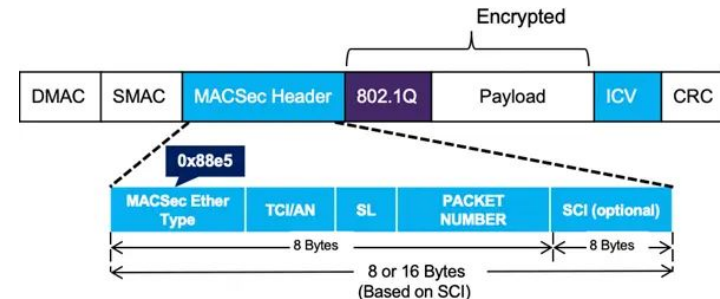 Encrypted
DMAC SMAC MACSec Header 802.1Q Payload ICV CRC
0x88e5
MACSec Ether Type TCI/AN SL PACKET NUMBER SCI (optional)
8 Bytes 8 Bytes
8 or 16 Bytes
(Based on SCI)